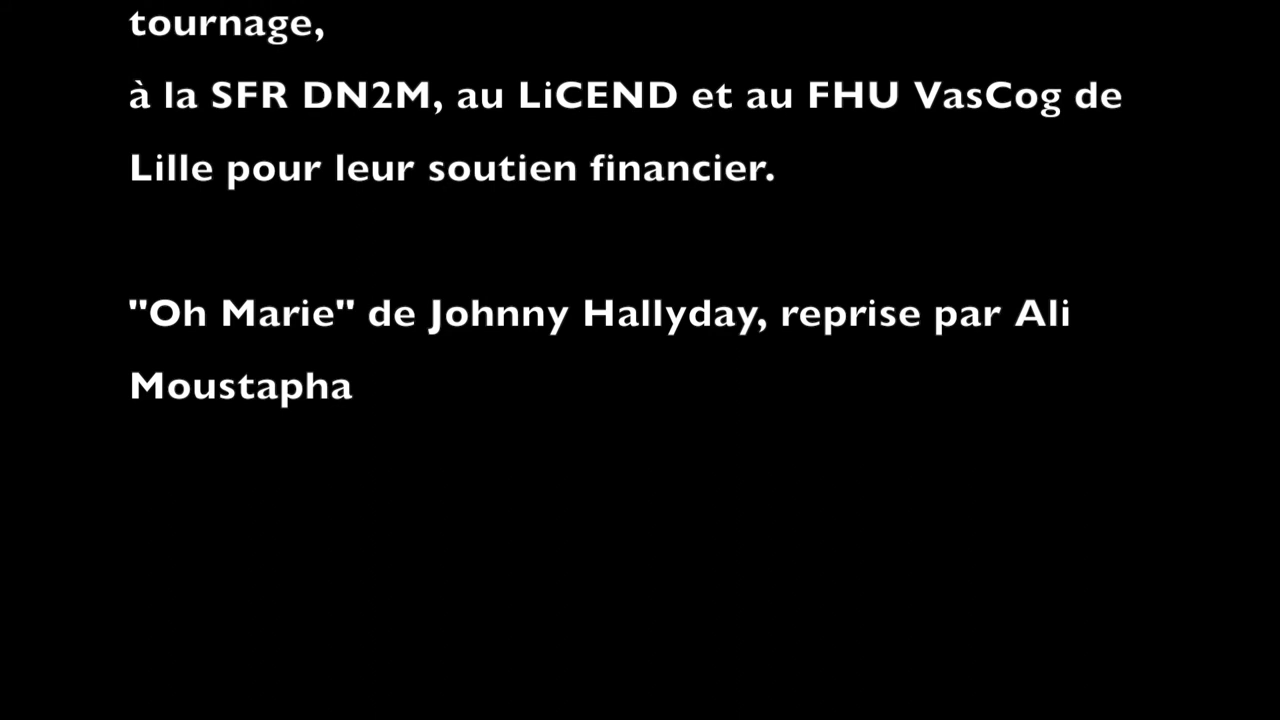 tournage,
à la SFR DN2M, au LiCEND et au FHU VasCog de
Lille pour leur soutien financier.
"Oh Marie" de Johnny Hallyday, reprise par Ali
Moustapha